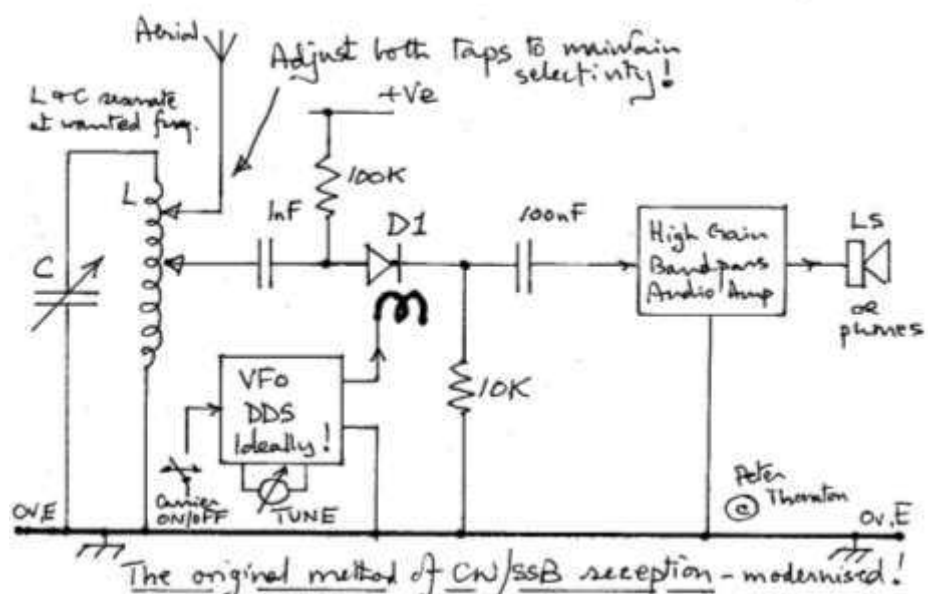 Aerial
Adjust both taps to maintain
selectivity!
+Ve
L & C resonate
at wanted freq.
L
100K
1nF
D1
100nF
C
High Gain
Bandpass
Audio Amp
LS
or
phones
VFO
DDS
Ideally!
10K
Carrier
ON/OFF
TUNE
Peter
© Thornton
0V,E
0v,E
The original method of CW/SSB reception - modernised!